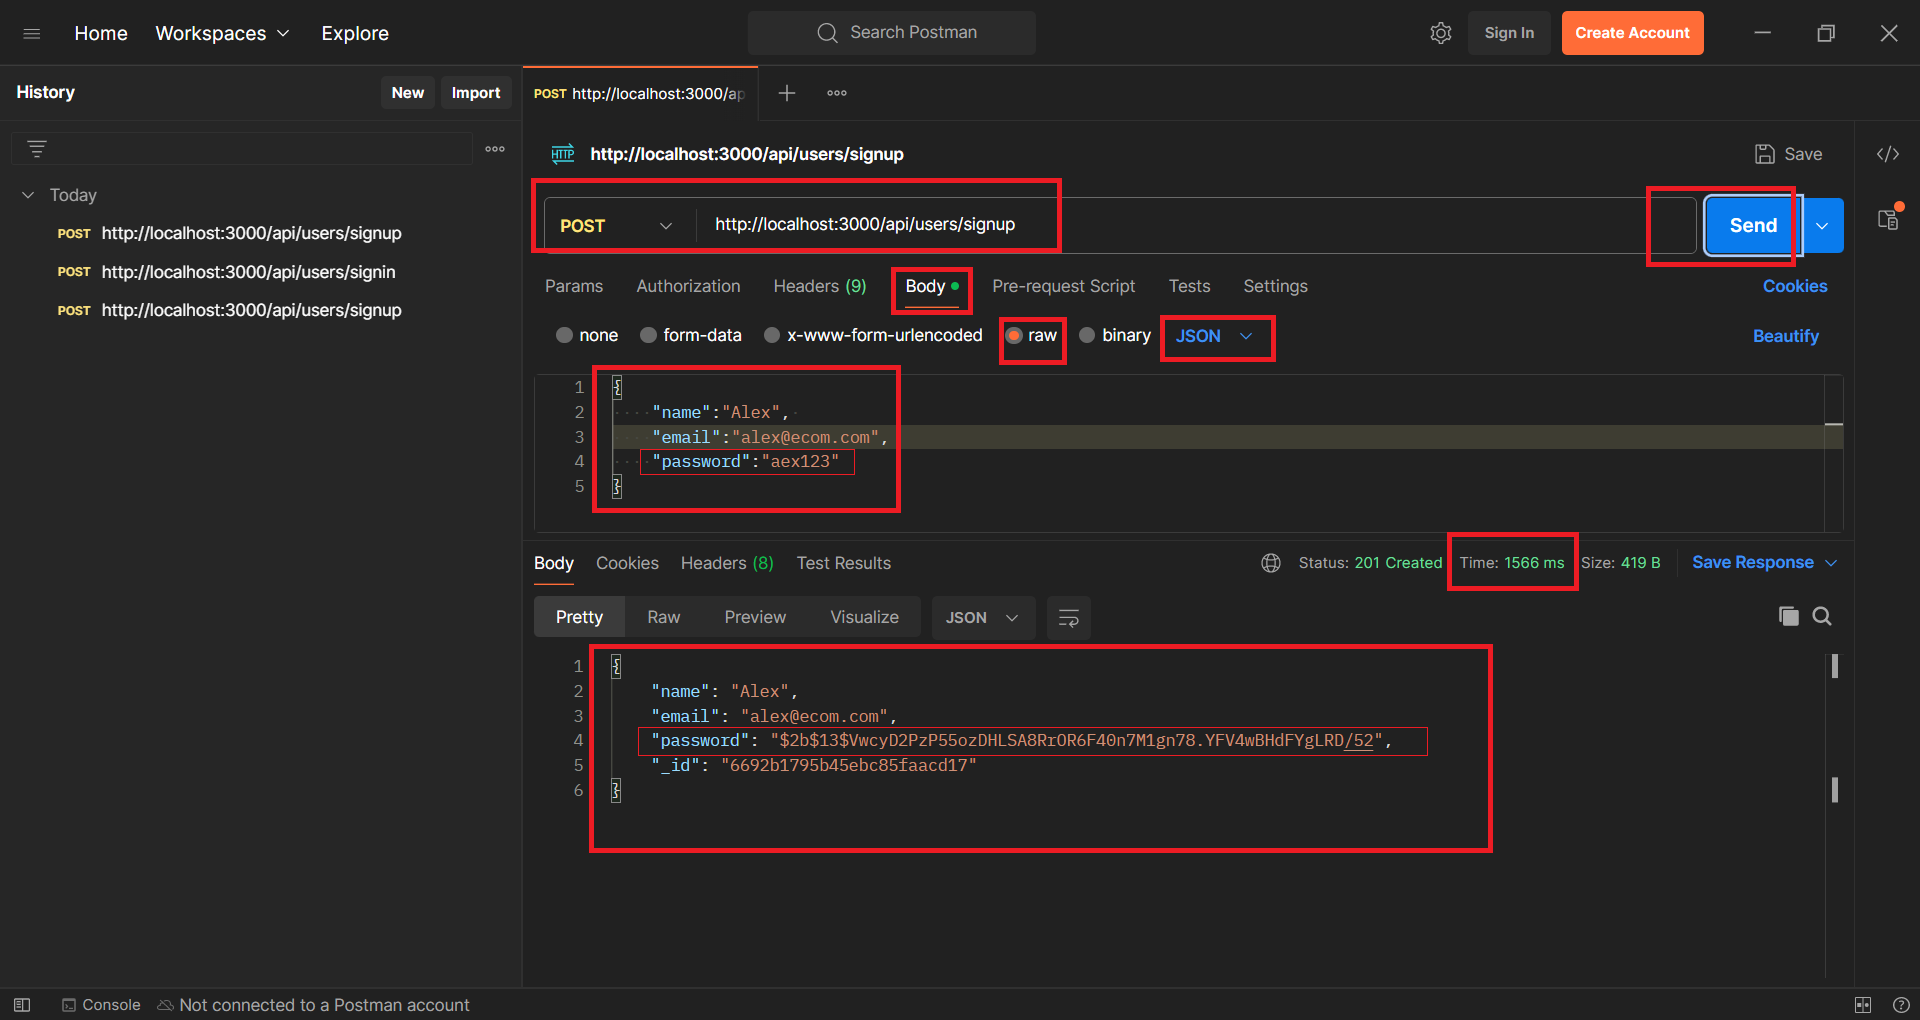 Home Workspaces Explore Search Postman Sign In Create Account
History New Import
POST http://localhost:3000/ap
HTTP http://localhost:3000/api/users/signup Save
Today
POST http://localhost:3000/api/users/signup
POST http://localhost:3000/api/users/signin
POST http://localhost:3000/api/users/signup
POST http://localhost:3000/api/users/signup Send
Params Authorization Headers (9) Body Pre-request Script Tests Settings Cookies
none form-data x-www-form-urlencoded raw binary JSON Beautify
1 {
2 "name":"Alex",
3 "email":"alex@ecom.com",
4 "password":"aex123"
5 }
Body Cookies Headers (8) Test Results Status: 201 Created Time: 1566 ms Size: 419 B Save Response
Pretty Raw Preview Visualize JSON
1 {
2 "name": "Alex",
3 "email": "alex@ecom.com",
4 "password": "$2b$13$VwcyD2PzP55ozDHLSA8RrOR6F40n7M1gn78.YFV4wBHdFYgLRD/52",
5 "_id": "6692b1795b45ebc85faacd17"
6 }
Console Not connected to a Postman account